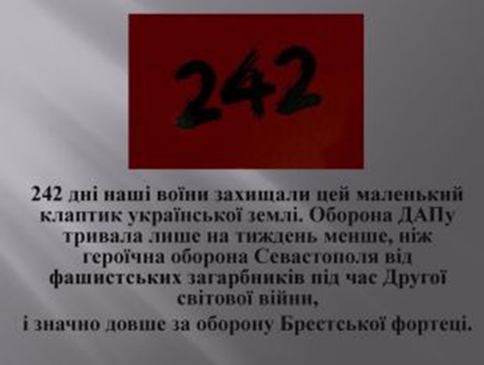 242
242 дні наші воїни захищали цей маленький
клаптик української землі. Оборона ДАПу
тривала лише на тиждень менше, ніж
героїчна оборона Севастополя від
фашистських загарбників під час Другої
світової війни,
і значно довше за оборону Брестської фортеці.